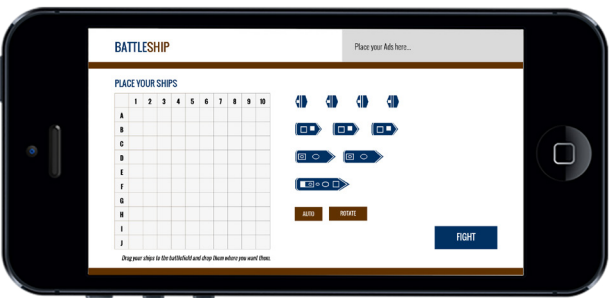 BATTLESHIP
Place your Ads here...
PLACE YOUR SHIPS
1 2 3 4 5 6 7 8 9 10
A
B
C
D
E
F
G
H
I
J
AUTO ROTATE
FIGHT
Drag your ships to the battlefield and drop them where you want them.